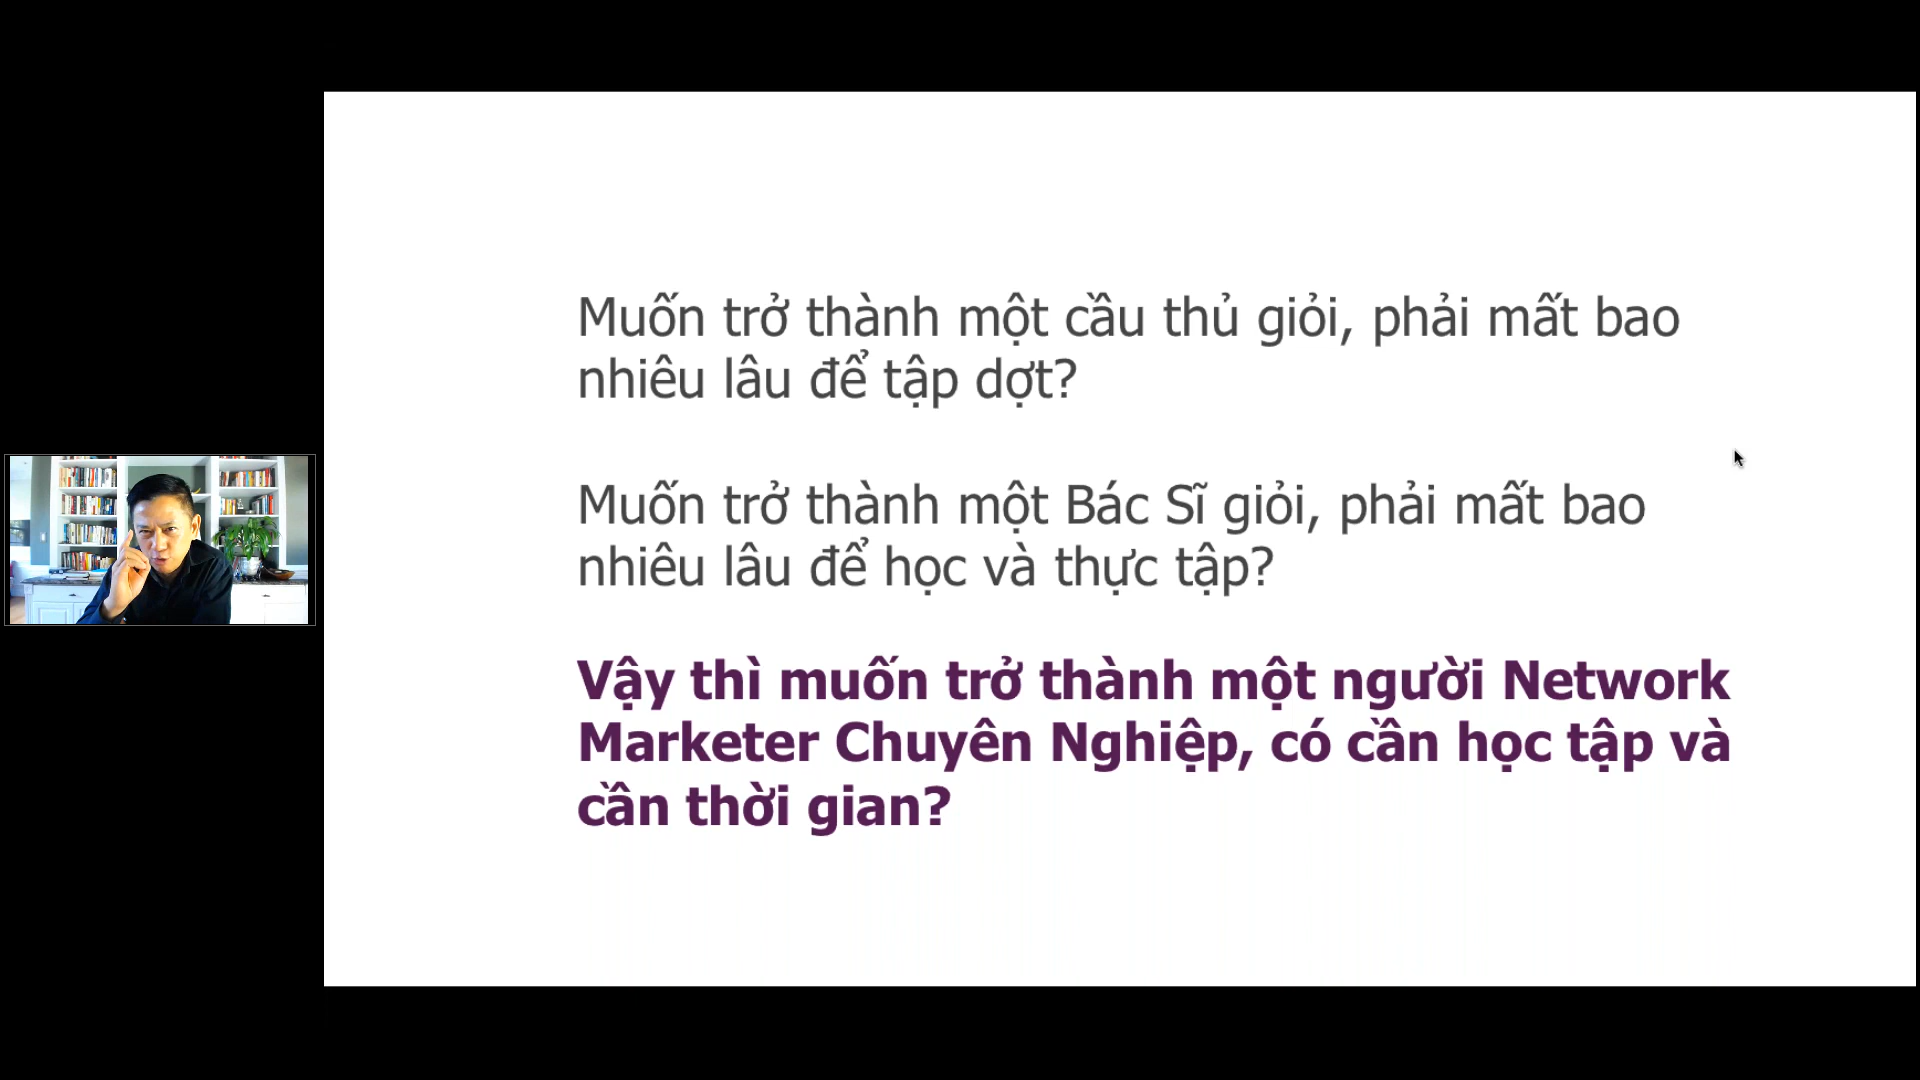 Muốn trở thành một cầu thủ giỏi, phải mất bao
nhiêu lâu để tập dợt?
Muốn trở thành một Bác Sĩ giỏi, phải mất bao
nhiêu lâu để học và thực tập?
Vậy thì muốn trở thành một người Network
Marketer Chuyên Nghiệp, có cần học tập và
cần thời gian?